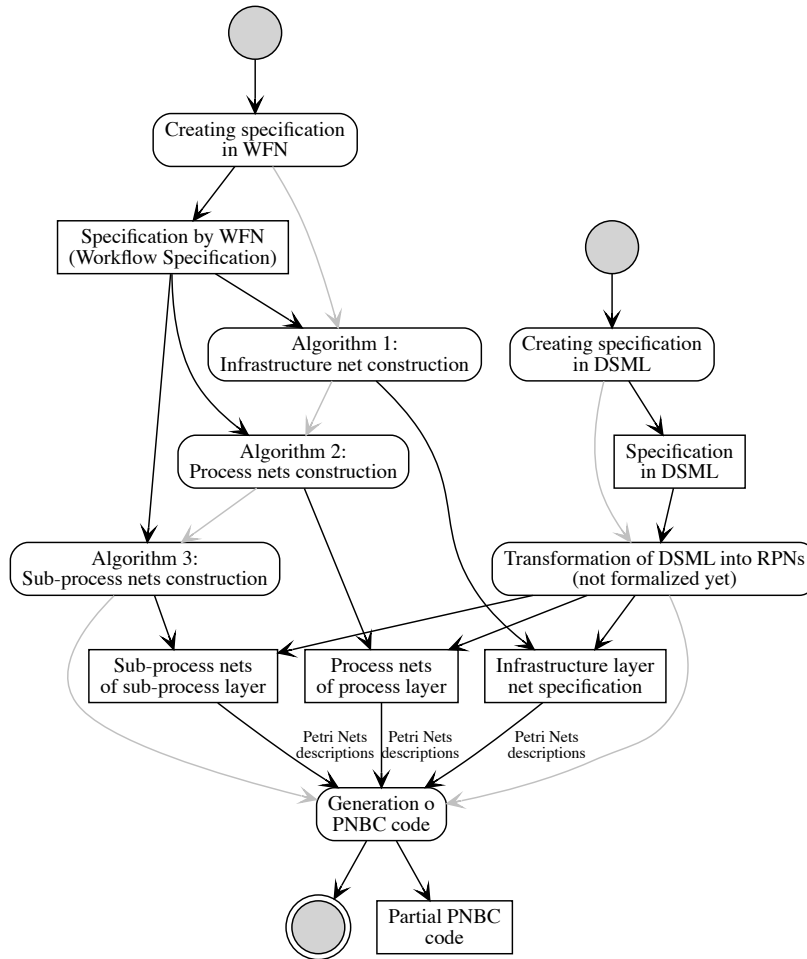 Creating specification
in WFN
Specification by WFN
(Workflow Specification)
Algorithm 1:
Infrastructure net construction
Creating specification
in DSML
Algorithm 2:
Process nets construction
Specification
in DSML
Algorithm 3:
Sub-process nets construction
Transformation of DSML into RPNs
(not formalized yet)
Sub-process nets
of sub-process layer
Process nets
of process layer
Infrastructure layer
net specification
Petri Nets
descriptions
Petri Nets
descriptions
Petri Nets
descriptions
Generation o
PNBC code
Partial PNBC
code